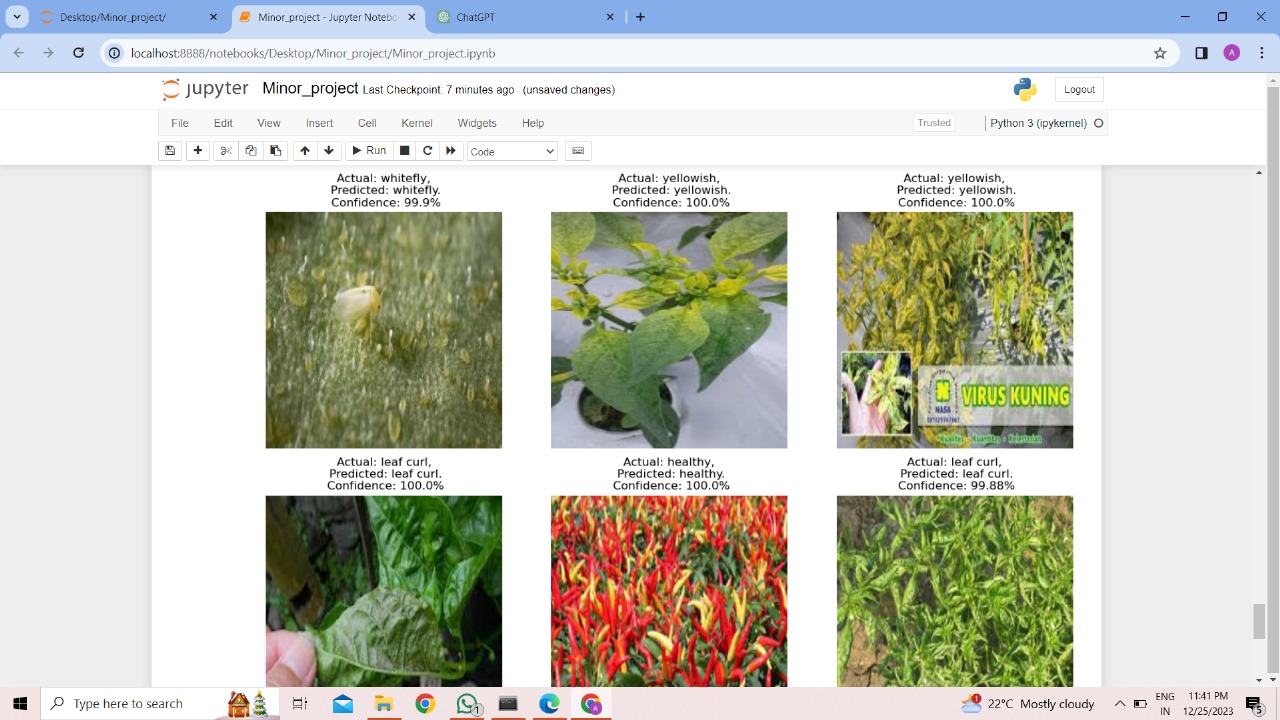 Desktop/Minor_project/
Minor_project - Jupyter Notebook
ChatGPT
localhost:8888/notebooks/Desktop/Minor_project/Minor_project.ipynb
A
jupyter Minor_project Last Checkpoint: 7 minutes ago (unsaved changes)
Logout
File Edit View Insert Cell Kernel Widgets Help
Trusted
Python 3 (ipykernel)
Run
Code
Actual: whitefly,
Predicted: whitefly.
Confidence: 99.9%
Actual: yellowish,
Predicted: yellowish.
Confidence: 100.0%
Actual: yellowish,
Predicted: yellowish.
Confidence: 100.0%
NASA
VIRUS KUNING
Kualitas - Kuantitas - Kelestarian
Actual: leaf curl,
Predicted: leaf curl.
Confidence: 100.0%
Actual: healthy,
Predicted: healthy.
Confidence: 100.0%
Actual: leaf curl,
Predicted: leaf curl.
Confidence: 99.88%
Type here to search
1
A
1
22°C Mostly cloudy
ENG
IN
11:41 PM
12/25/2023
5